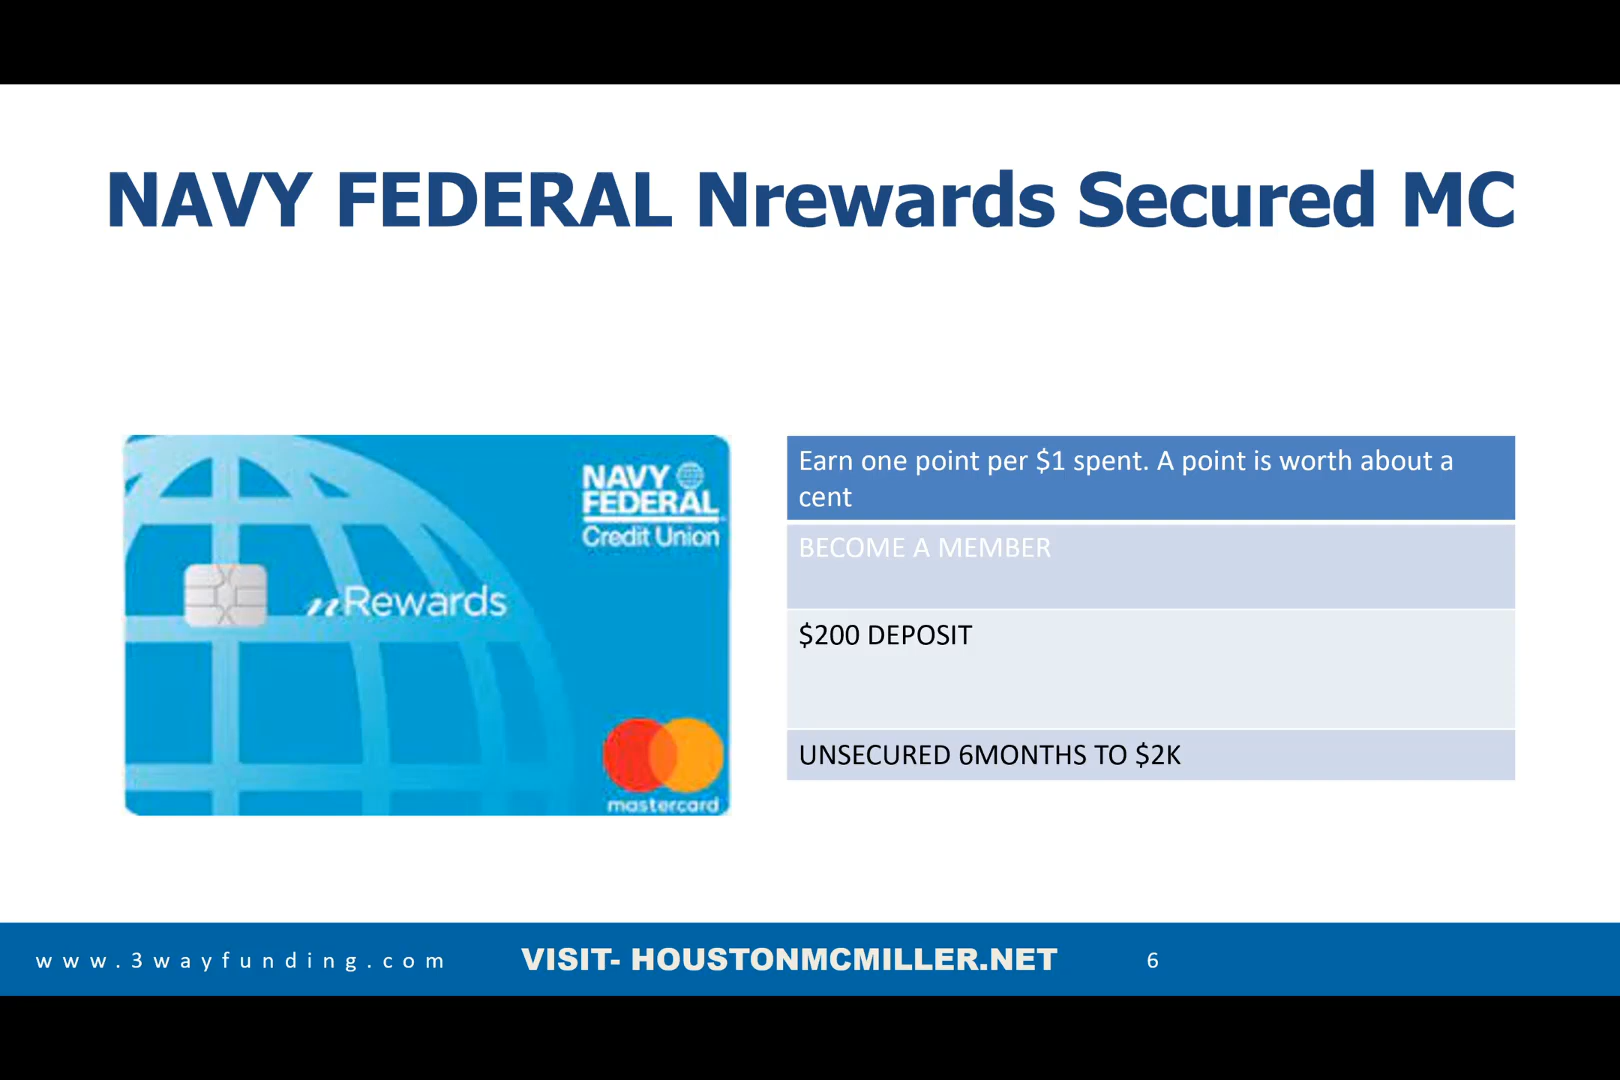 NAVY FEDERAL Nrewards Secured MC
NAVY
FEDERAL
Credit Union
nRewards
mastercard
Earn one point per $1 spent. A point is worth about a
cent
BECOME A MEMBER
$200 DEPOSIT
UNSECURED 6MONTHS TO $2K
www.3wayfunding.com
VISIT- HOUSTONMCMILLER.NET
6